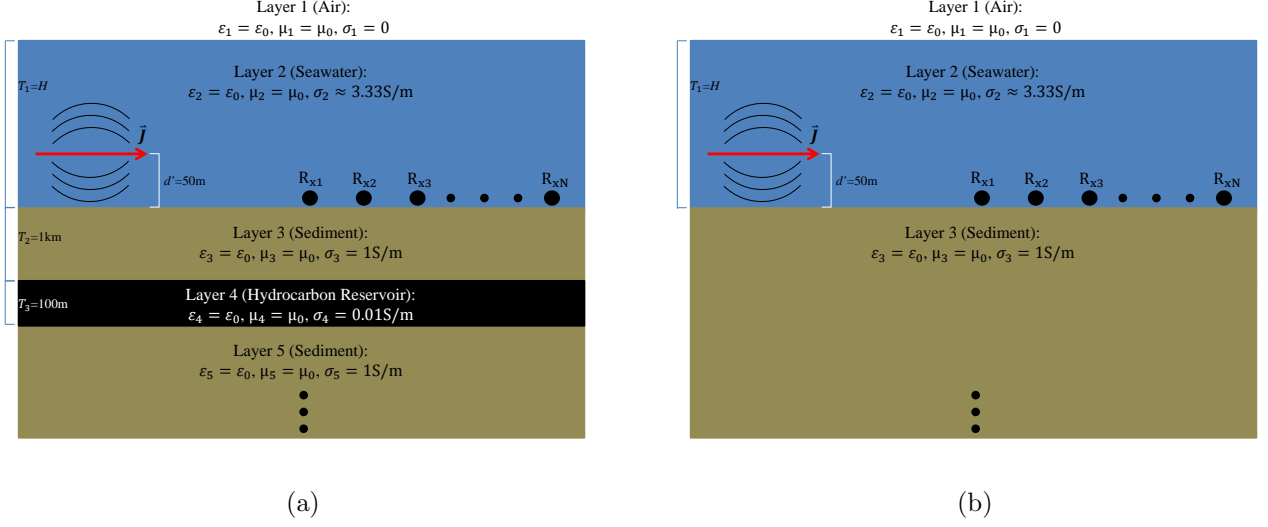 Layer 1 (Air):
ε₁ = ε₀, μ₁ = μ₀, σ₁ = 0
Layer 2 (Seawater):
ε₂ = ε₀, μ₂ = μ₀, σ₂ ≈ 3.33S/m
T₁=H
J⃗
d'=50m
Rₓ₁ Rₓ₂ Rₓ₃ RₓN
Layer 3 (Sediment):
T₂=1km
ε₃ = ε₀, μ₃ = μ₀, σ₃ = 1S/m
Layer 4 (Hydrocarbon Reservoir):
T₃=100m
ε₄ = ε₀, μ₄ = μ₀, σ₄ = 0.01S/m
Layer 5 (Sediment):
ε₅ = ε₀, μ₅ = μ₀, σ₅ = 1S/m
(a)
Layer 1 (Air):
ε₁ = ε₀, μ₁ = μ₀, σ₁ = 0
Layer 2 (Seawater):
ε₂ = ε₀, μ₂ = μ₀, σ₂ ≈ 3.33S/m
T₁=H
J⃗
d'=50m
Rₓ₁ Rₓ₂ Rₓ₃ RₓN
Layer 3 (Sediment):
ε₃ = ε₀, μ₃ = μ₀, σ₃ = 1S/m
(b)